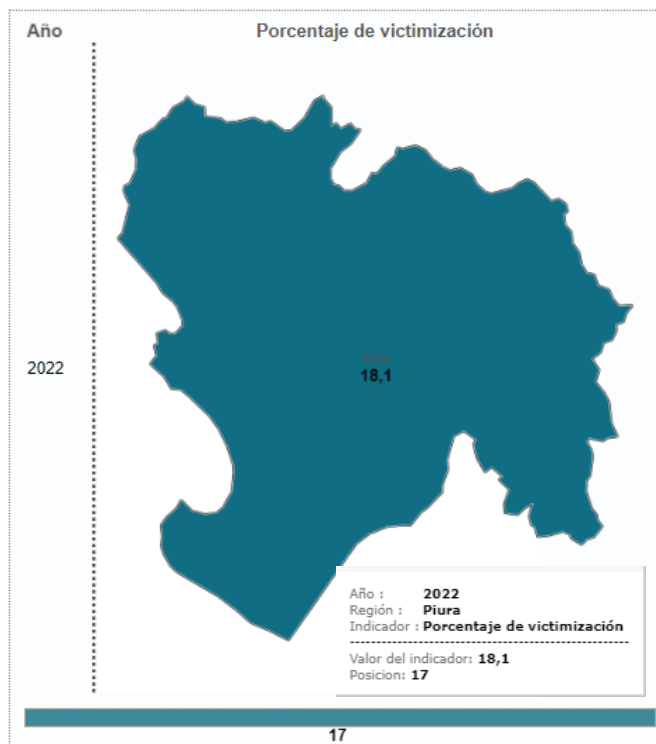 Año Porcentaje de victimización
2022
Piura
18,1
Año : 2022
Región : Piura
Indicador : Porcentaje de victimización
Valor del indicador: 18,1
Posicion: 17
17